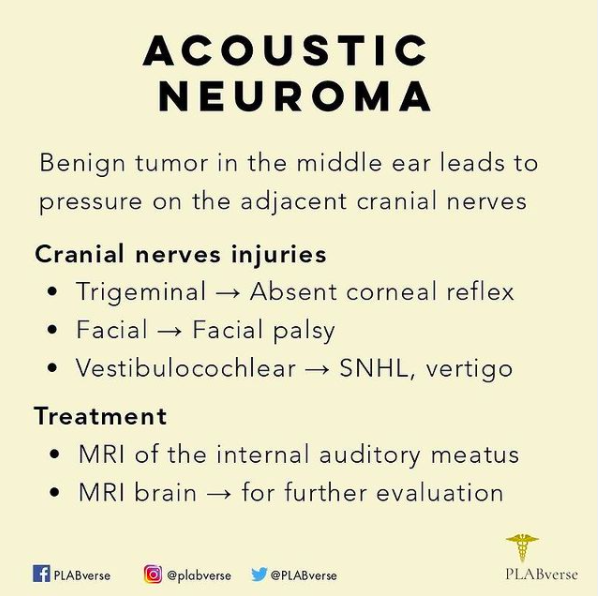 ACOUSTIC
NEUROMA
Benign tumor in the middle ear leads to
pressure on the adjacent cranial nerves
Cranial nerves injuries
• Trigeminal → Absent corneal reflex
• Facial → Facial palsy
• Vestibulocochlear → SNHL, vertigo
Treatment
• MRI of the internal auditory meatus
• MRI brain → for further evaluation
PLABverse @plabverse @PLABverse
PLABverse